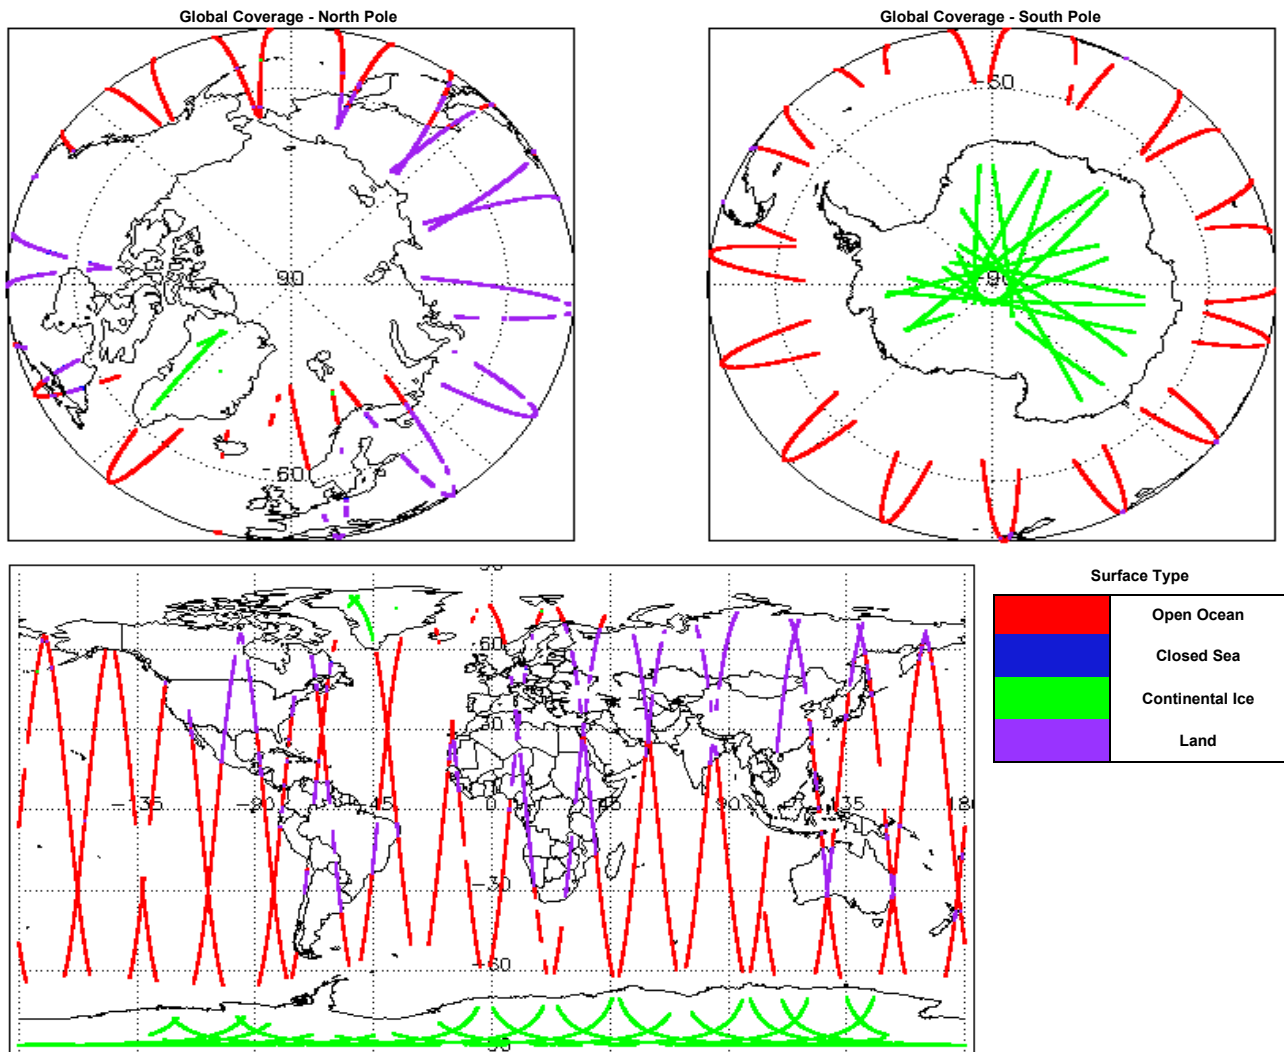 Global Coverage - North Pole
Global Coverage - South Pole
90
-60
-60
-90
60
30
-135
-90
-45
0
45
90
135
180
-30
-60
Surface Type
Open Ocean
Closed Sea
Continental Ice
Land